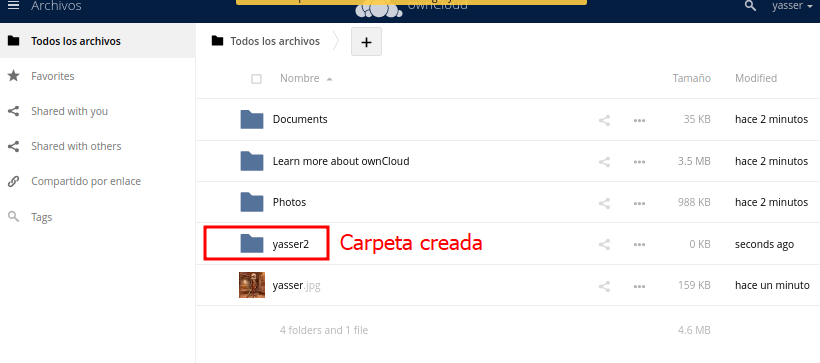 Archivos
ownCloud
yasser
Todos los archivos
Favorites
Shared with you
Shared with others
Compartido por enlace
Tags
Todos los archivos
+
Nombre Tamaño Modified
Documents 35 KB hace 2 minutos
Learn more about ownCloud 3.5 MB hace 2 minutos
Photos 988 KB hace 2 minutos
yasser2 Carpeta creada 0 KB seconds ago
yasser.jpg 159 KB hace un minuto
4 folders and 1 file 4.6 MB